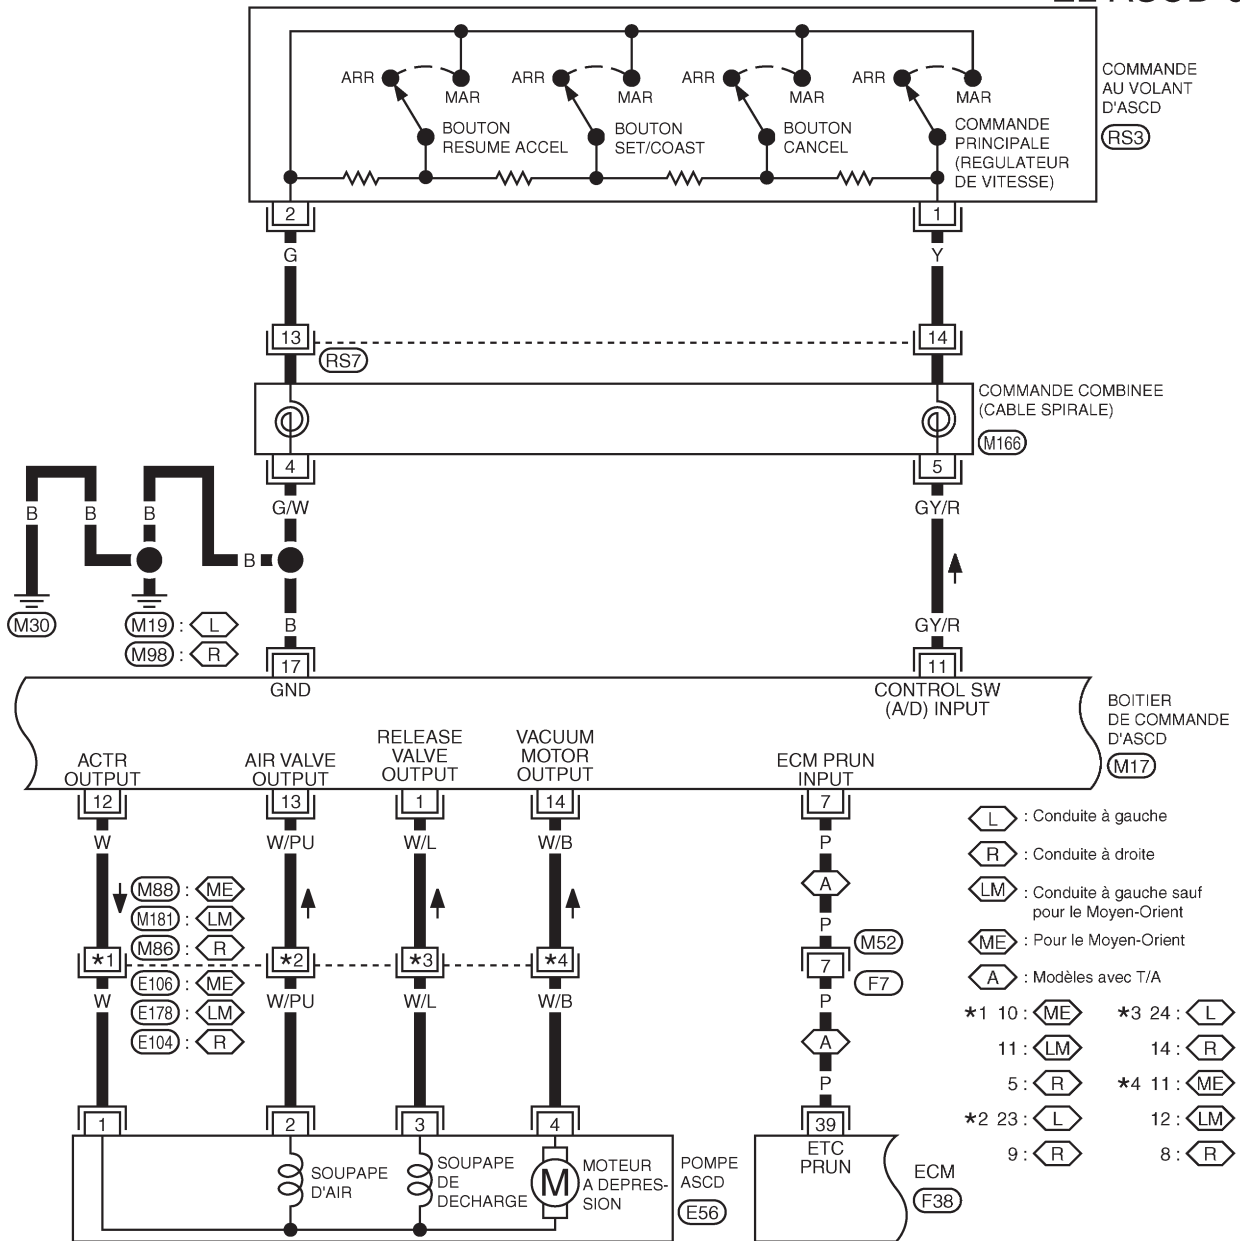 ARR
MAR
BOUTON
RESUME ACCEL
ARR
MAR
BOUTON
SET/COAST
ARR
MAR
BOUTON
CANCEL
ARR
MAR
COMMANDE
PRINCIPALE
(REGULATEUR
DE VITESSE)
COMMANDE
AU VOLANT
D'ASCD
RS3
2
1
G
Y
13
14
RS7
COMMANDE COMBINEE
(CABLE SPIRALE)
M166
4
5
G/W
GY/R
B
B
B
B
M30
M19 : L
M98 : R
B
GY/R
17
11
GND
CONTROL SW
(A/D) INPUT
BOITIER
DE COMMANDE
D'ASCD
M17
ACTR
OUTPUT
AIR VALVE
OUTPUT
RELEASE
VALVE
OUTPUT
VACUUM
MOTOR
OUTPUT
ECM PRUN
INPUT
12
13
1
14
7
W
W/PU
W/L
W/B
P
A
P
M88 : ME
M181 : LM
M86 : R
*1
*2
*3
*4
7
M52
F7
E106 : ME
E178 : LM
E104 : R
W
W/PU
W/L
W/B
P
A
P
L : Conduite à gauche
R : Conduite à droite
LM : Conduite à gauche sauf
pour le Moyen-Orient
ME : Pour le Moyen-Orient
A : Modèles avec T/A
*1 10 : ME
11 : LM
5 : R
*2 23 : L
9 : R
*3 24 : L
14 : R
*4 11 : ME
12 : LM
8 : R
1
2
3
4
39
SOUPAPE
D'AIR
SOUPAPE
DE
DECHARGE
M
MOTEUR
A DEPRES-
SION
POMPE
ASCD
E56
ETC
PRUN
ECM
F38